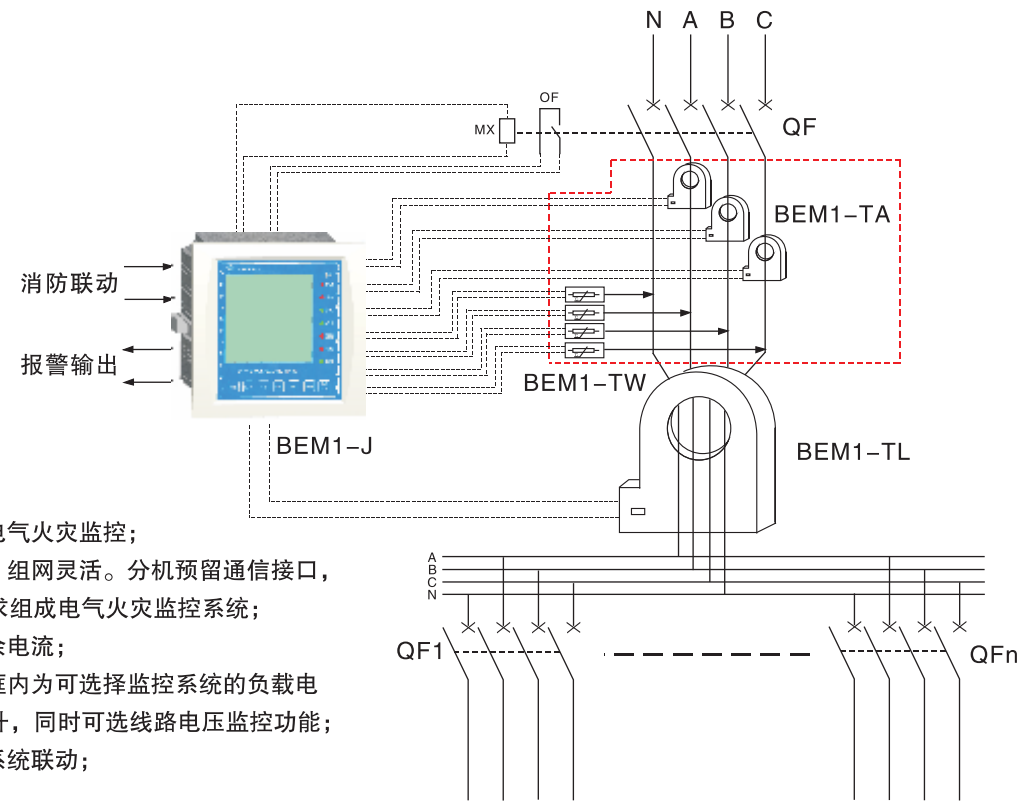 N A B C
OF
MX
QF
BEM1-TA
消防联动
报警输出
BEM1-TW
BEM1-J
BEM1-TL
电气火灾监控；
组网灵活。分机预留通信接口，
求组成电气火灾监控系统；
余电流；
框内为可选择监控系统的负载电
计，同时可选线路电压监控功能；
系统联动；
A
B
C
N
QF1
QFn